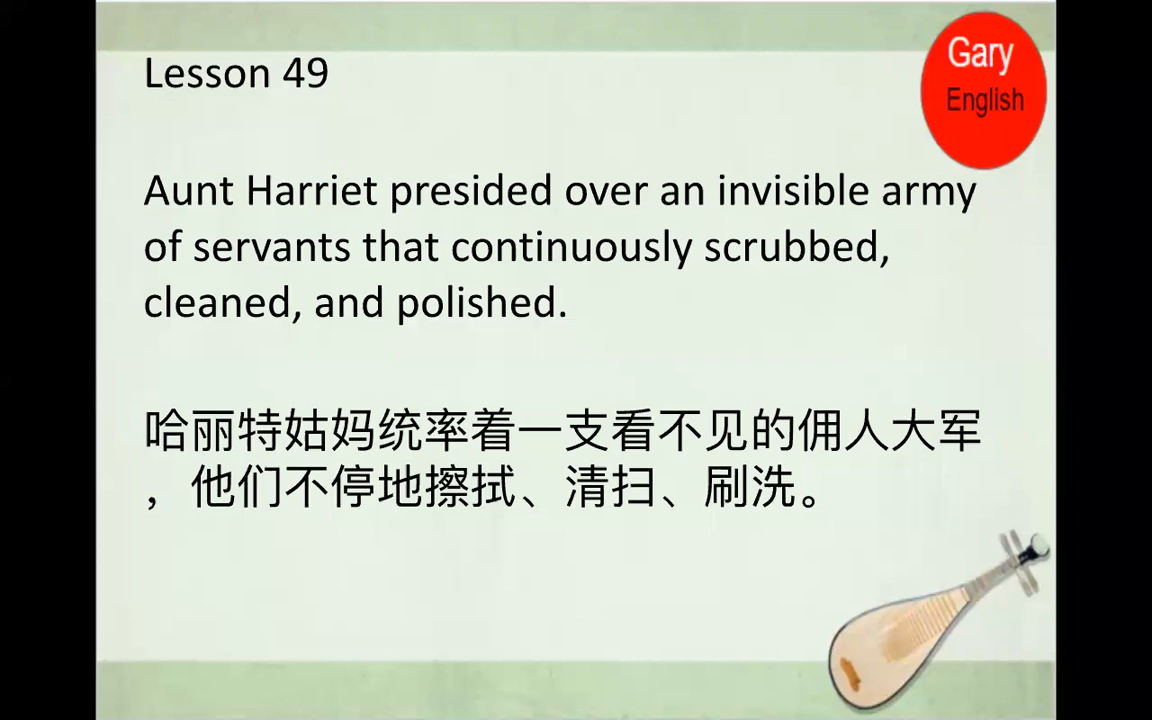 Lesson 49
Gary
English
Aunt Harriet presided over an invisible army
of servants that continuously scrubbed,
cleaned, and polished.
哈丽特姑妈统率着一支看不见的佣人大军
，他们不停地擦拭、清扫、刷洗。